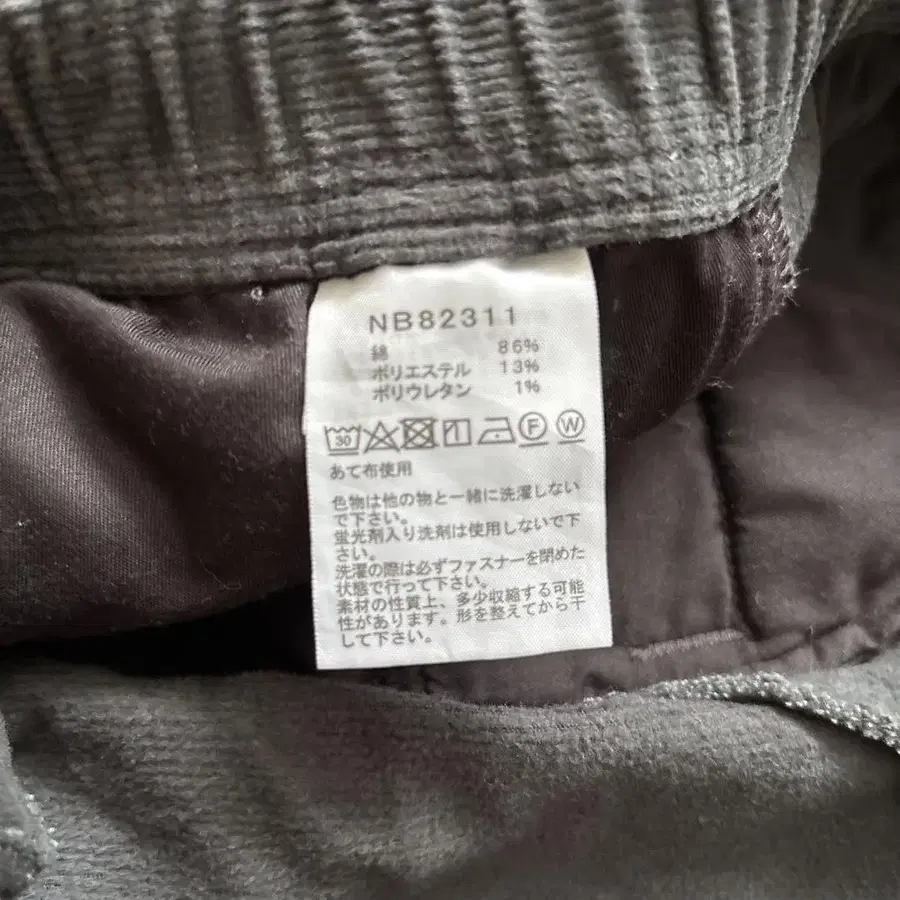 NB82311
綿 86%
ポリエステル 13%
ポリウレタン 1%
30 F W
あて布使用
色物は他の物と一緒に洗濯しない
で下さい。
蛍光剤入り洗剤は使用しないで下
さい。
洗濯の際は必ずファスナーを閉めた
状態で行って下さい。
素材の性質上、多少収縮する可能
性があります。形を整えてから干
して下さい。